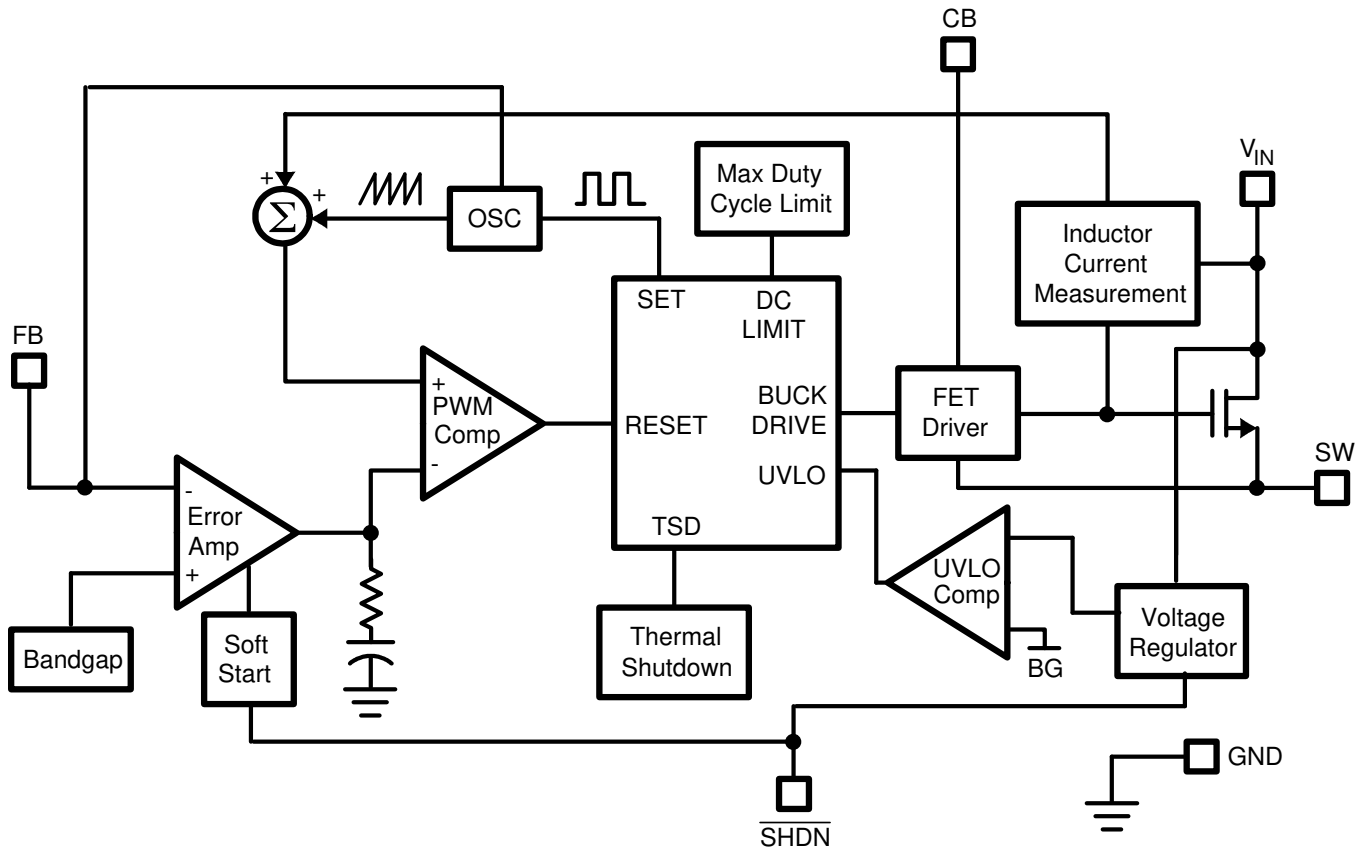 CB
V_IN
Max Duty
Cycle Limit
+
+
Σ
OSC
Inductor
Current
Measurement
SET
DC
LIMIT
FB
+
PWM
Comp
-
RESET
BUCK
DRIVE
FET
Driver
UVLO
SW
-
Error
Amp
+
TSD
UVLO
Comp
Bandgap
Soft
Start
Thermal
Shutdown
BG
Voltage
Regulator
GND
SHDN